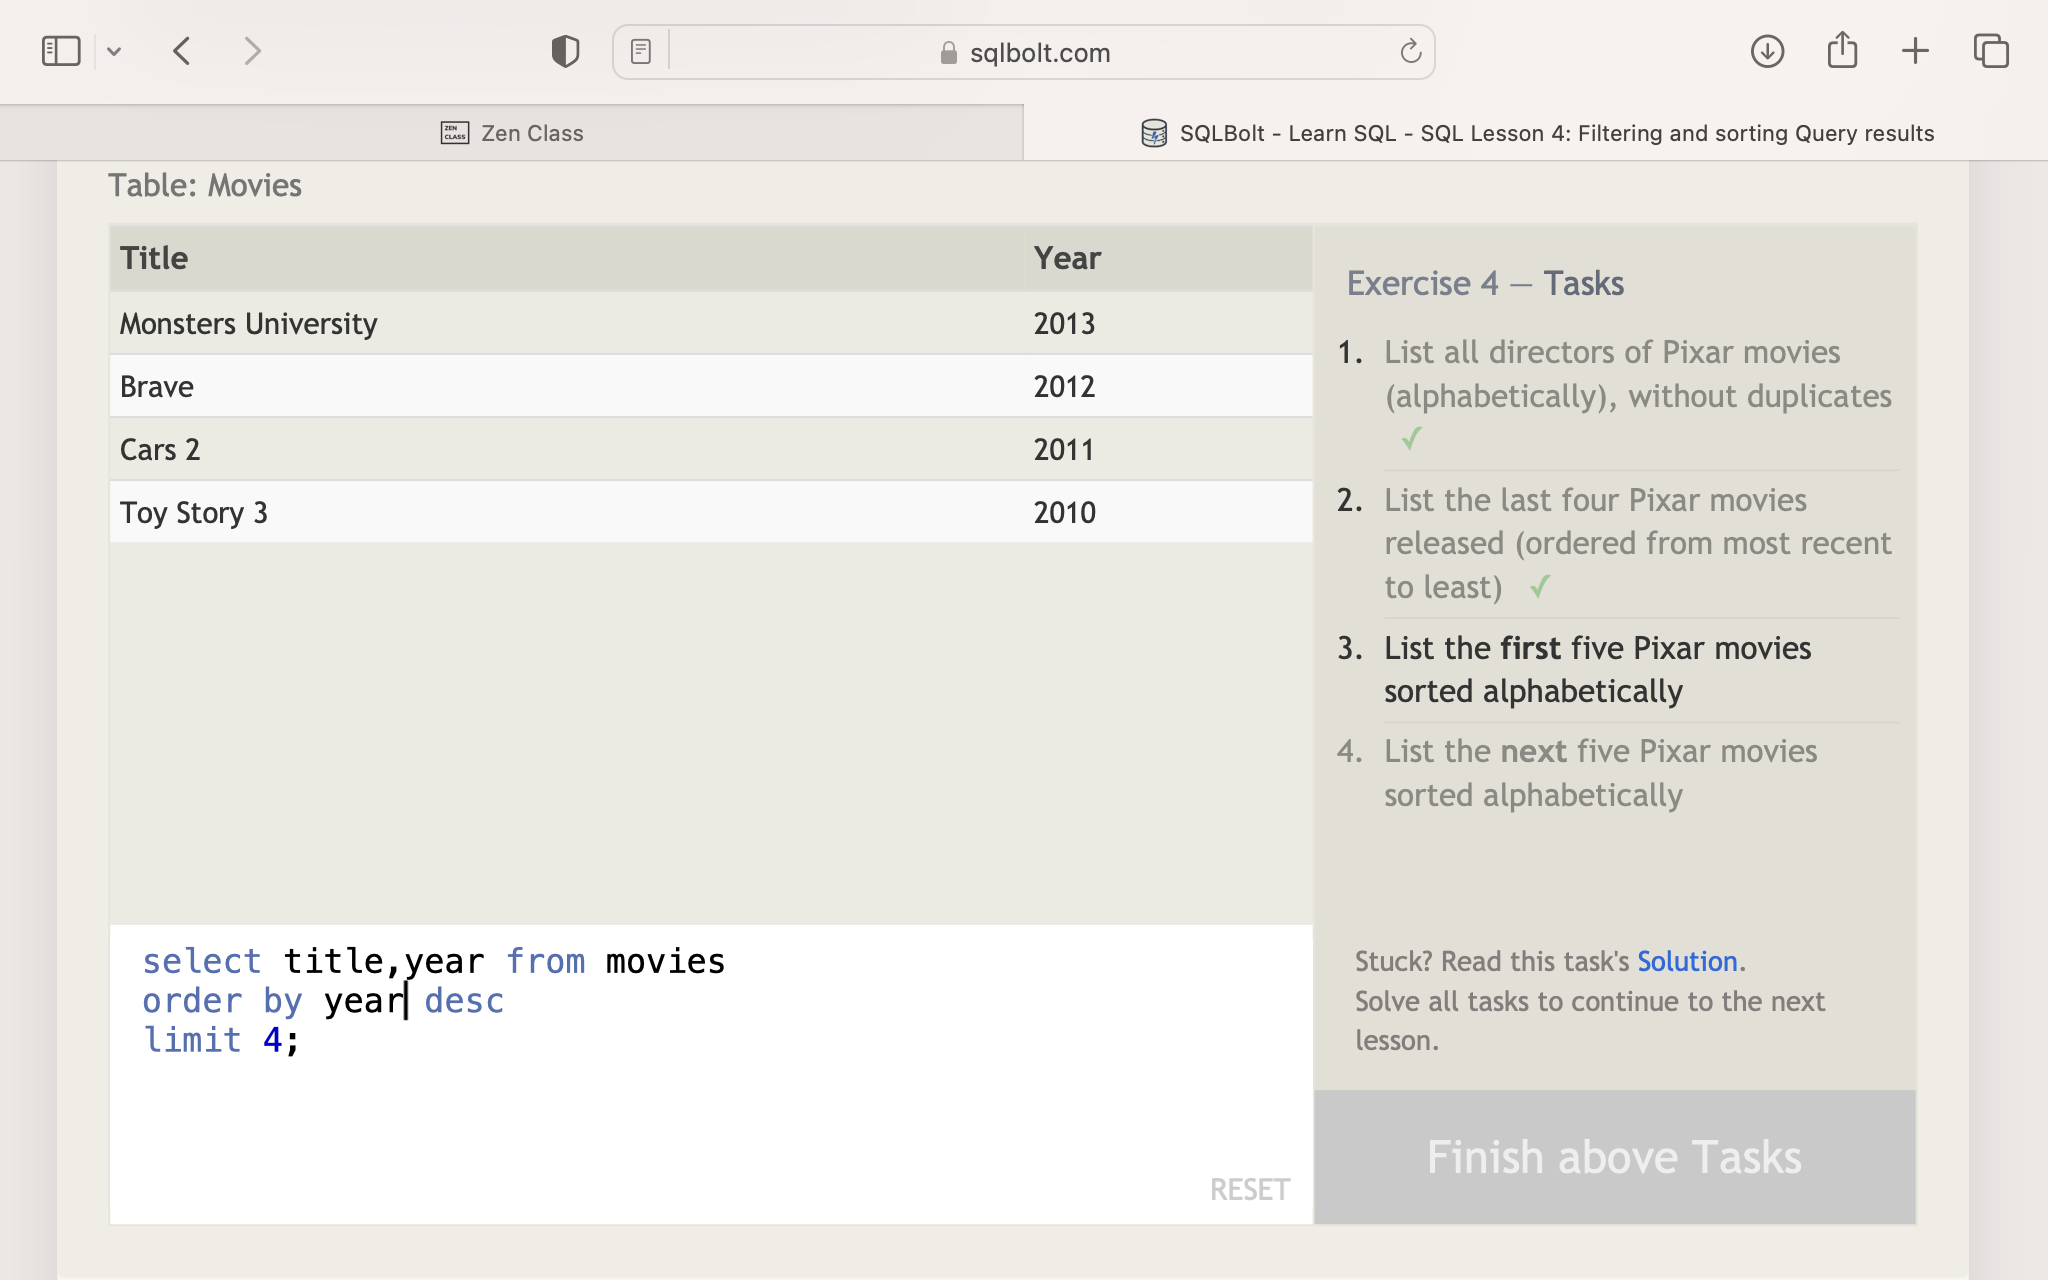 sqlbolt.com
ZEN CLASS Zen Class
SQLBolt - Learn SQL - SQL Lesson 4: Filtering and sorting Query results
Table: Movies
Title Year
Monsters University 2013
Brave 2012
Cars 2 2011
Toy Story 3 2010
select title,year from movies
order by year desc
limit 4;
RESET
Exercise 4 — Tasks
1. List all directors of Pixar movies
(alphabetically), without duplicates
✓
2. List the last four Pixar movies
released (ordered from most recent
to least) ✓
3. List the first five Pixar movies
sorted alphabetically
4. List the next five Pixar movies
sorted alphabetically
Stuck? Read this task's Solution.
Solve all tasks to continue to the next
lesson.
Finish above Tasks